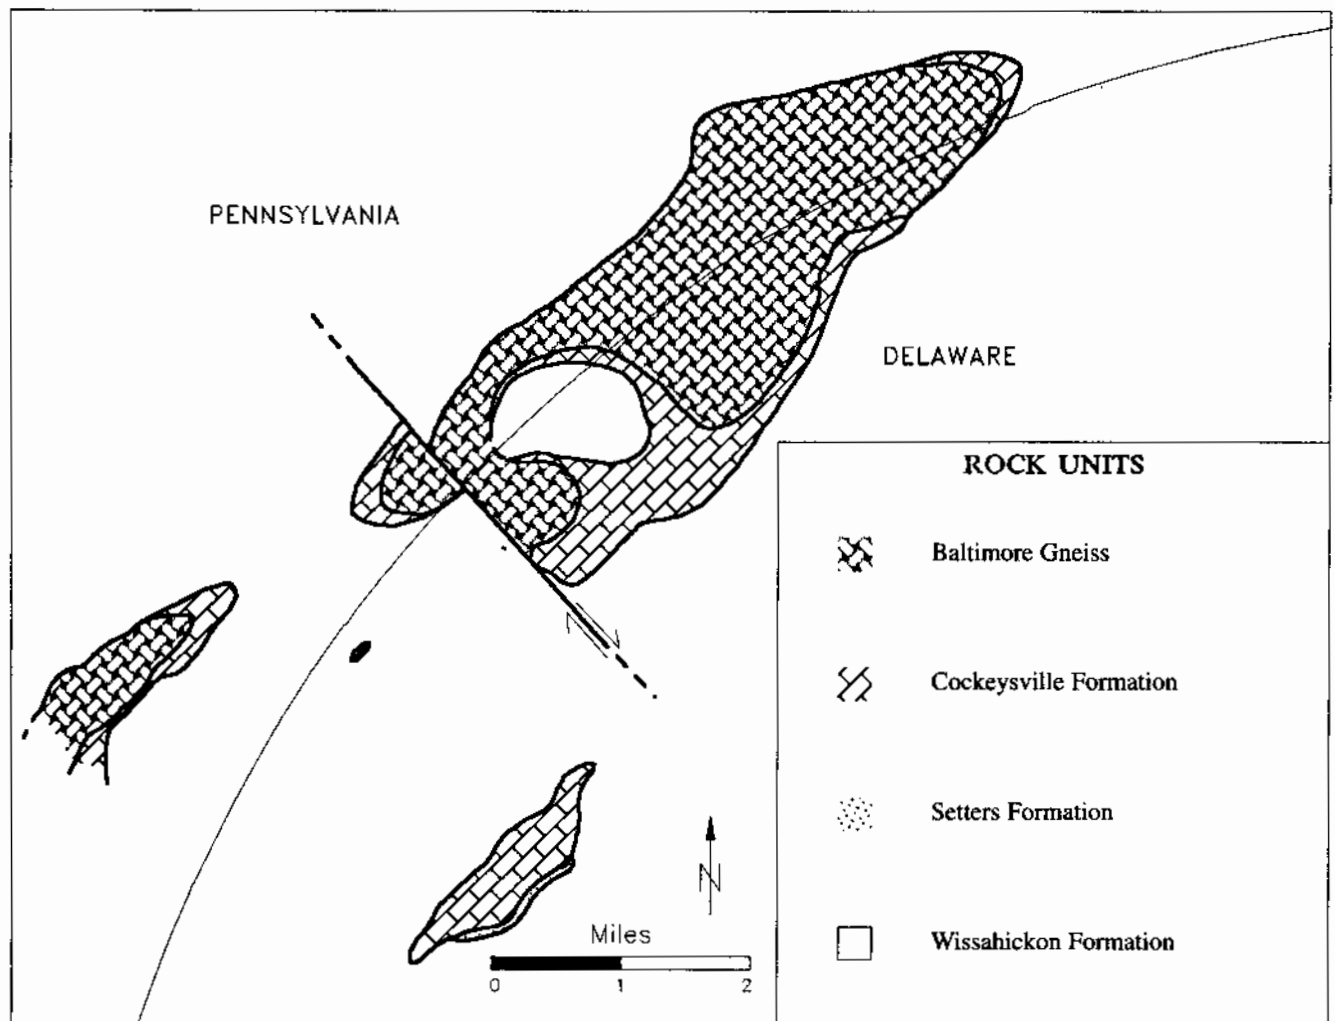 PENNSYLVANIA
DELAWARE
ROCK UNITS
Baltimore Gneiss
Cockeysville Formation
Setters Formation
Wissahickon Formation
N
Miles
0 1 2